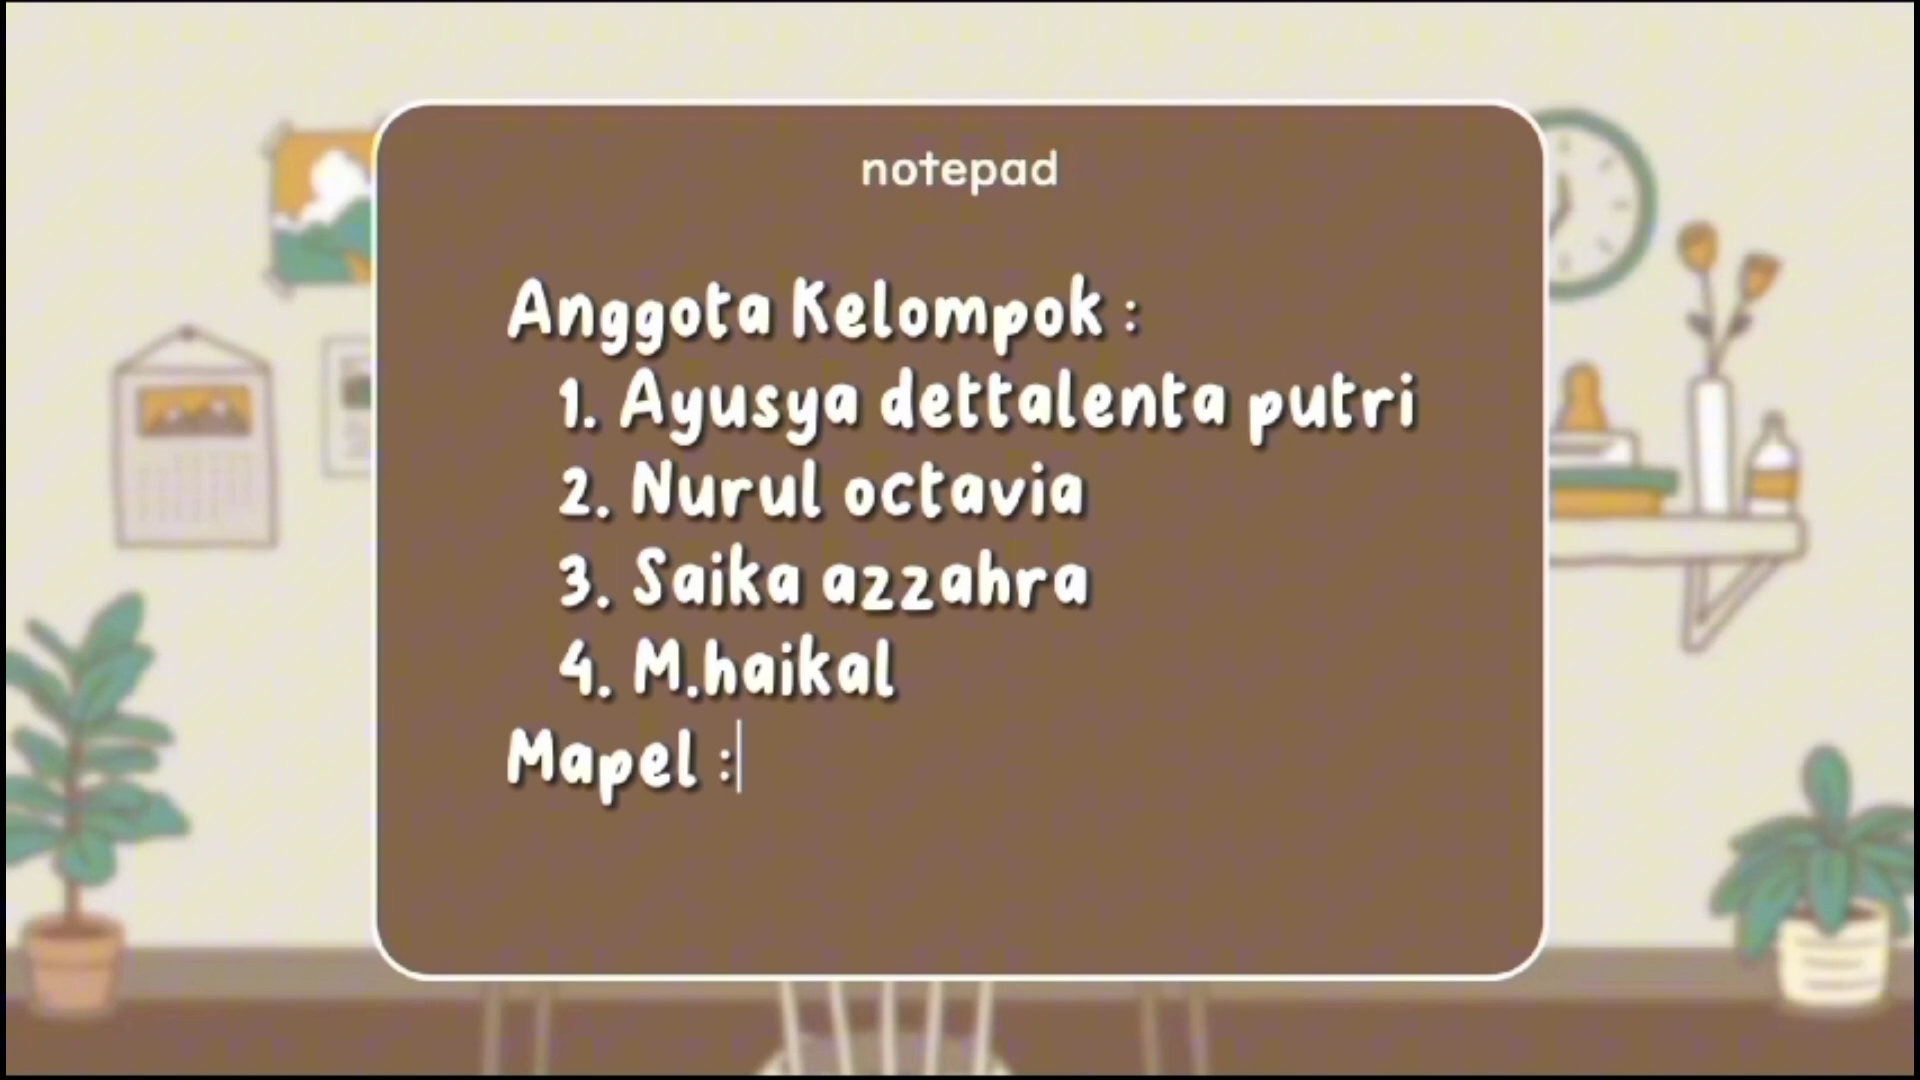 notepad
Anggota Kelompok :
1. Ayusya dettalenta putri
2. Nurul octavia
3. Saika azzahra
4. M.haikal
Mapel :